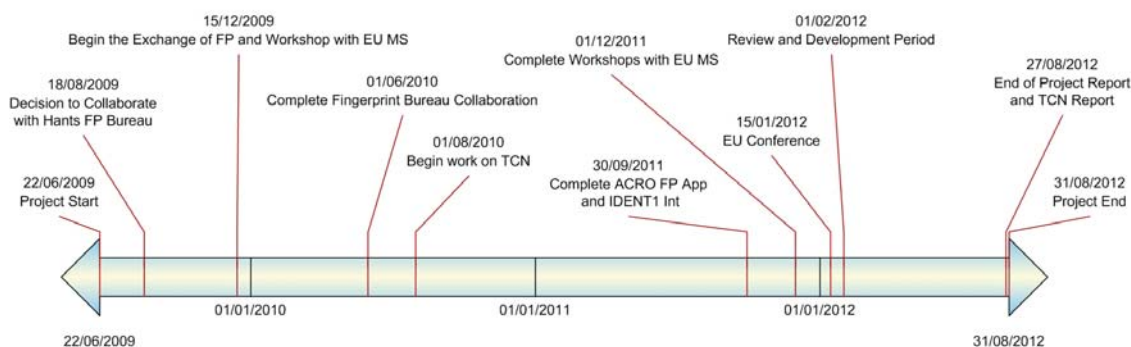 15/12/2009
Begin the Exchange of FP and Workshop with EU MS
01/02/2012
Review and Development Period
01/12/2011
Complete Workshops with EU MS
27/08/2012
End of Project Report
and TCN Report
18/08/2009
Decision to Collaborate
with Hants FP Bureau
01/06/2010
Complete Fingerprint Bureau Collaboration
15/01/2012
EU Conference
01/08/2010
Begin work on TCN
30/09/2011
Complete ACRO FP App
and IDENT1 Int
22/06/2009
Project Start
31/08/2012
Project End
01/01/2010
01/01/2011
01/01/2012
22/06/2009
31/08/2012